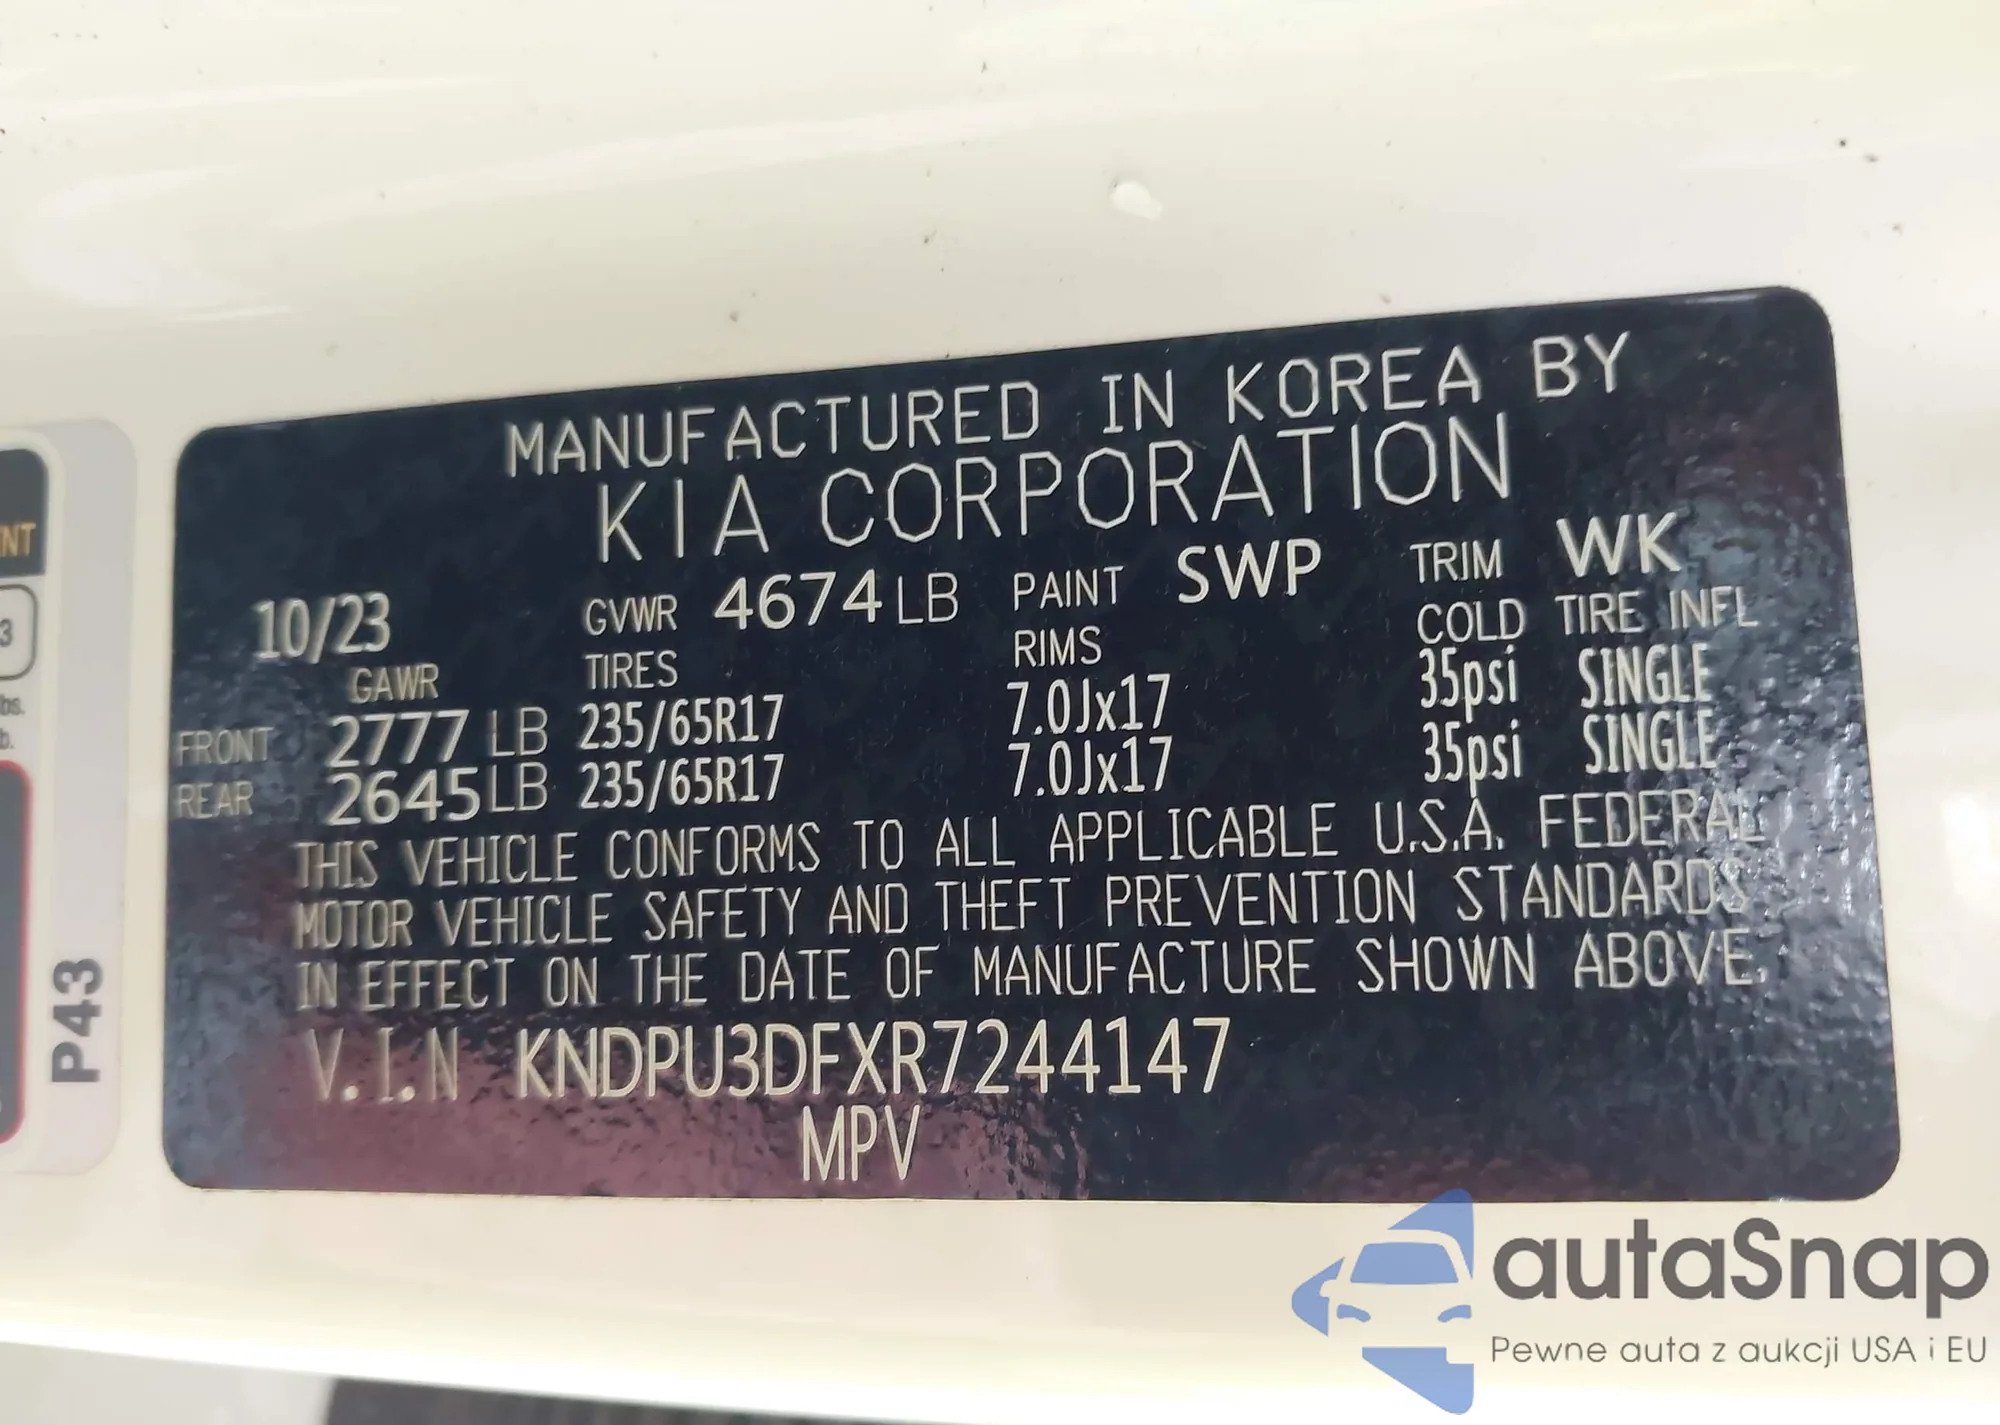 MANUFACTURED IN KOREA BY
KIA CORPORATION
10/23 GVWR 4674 LB PAINT SWP TRIM WK
GAWR TIRES RIMS COLD TIRE INFL
FRONT 2777 LB 235/65R17 7.0Jx17 35psi SINGLE
REAR 2645 LB 235/65R17 7.0Jx17 35psi SINGLE
THIS VEHICLE CONFORMS TO ALL APPLICABLE U.S.A. FEDERAL
MOTOR VEHICLE SAFETY AND THEFT PREVENTION STANDARDS
IN EFFECT ON THE DATE OF MANUFACTURE SHOWN ABOVE.
V.I.N KNDPU3DFXR7244147
MPV
P43
autaSnap
Pewne auta z aukcji USA i EU